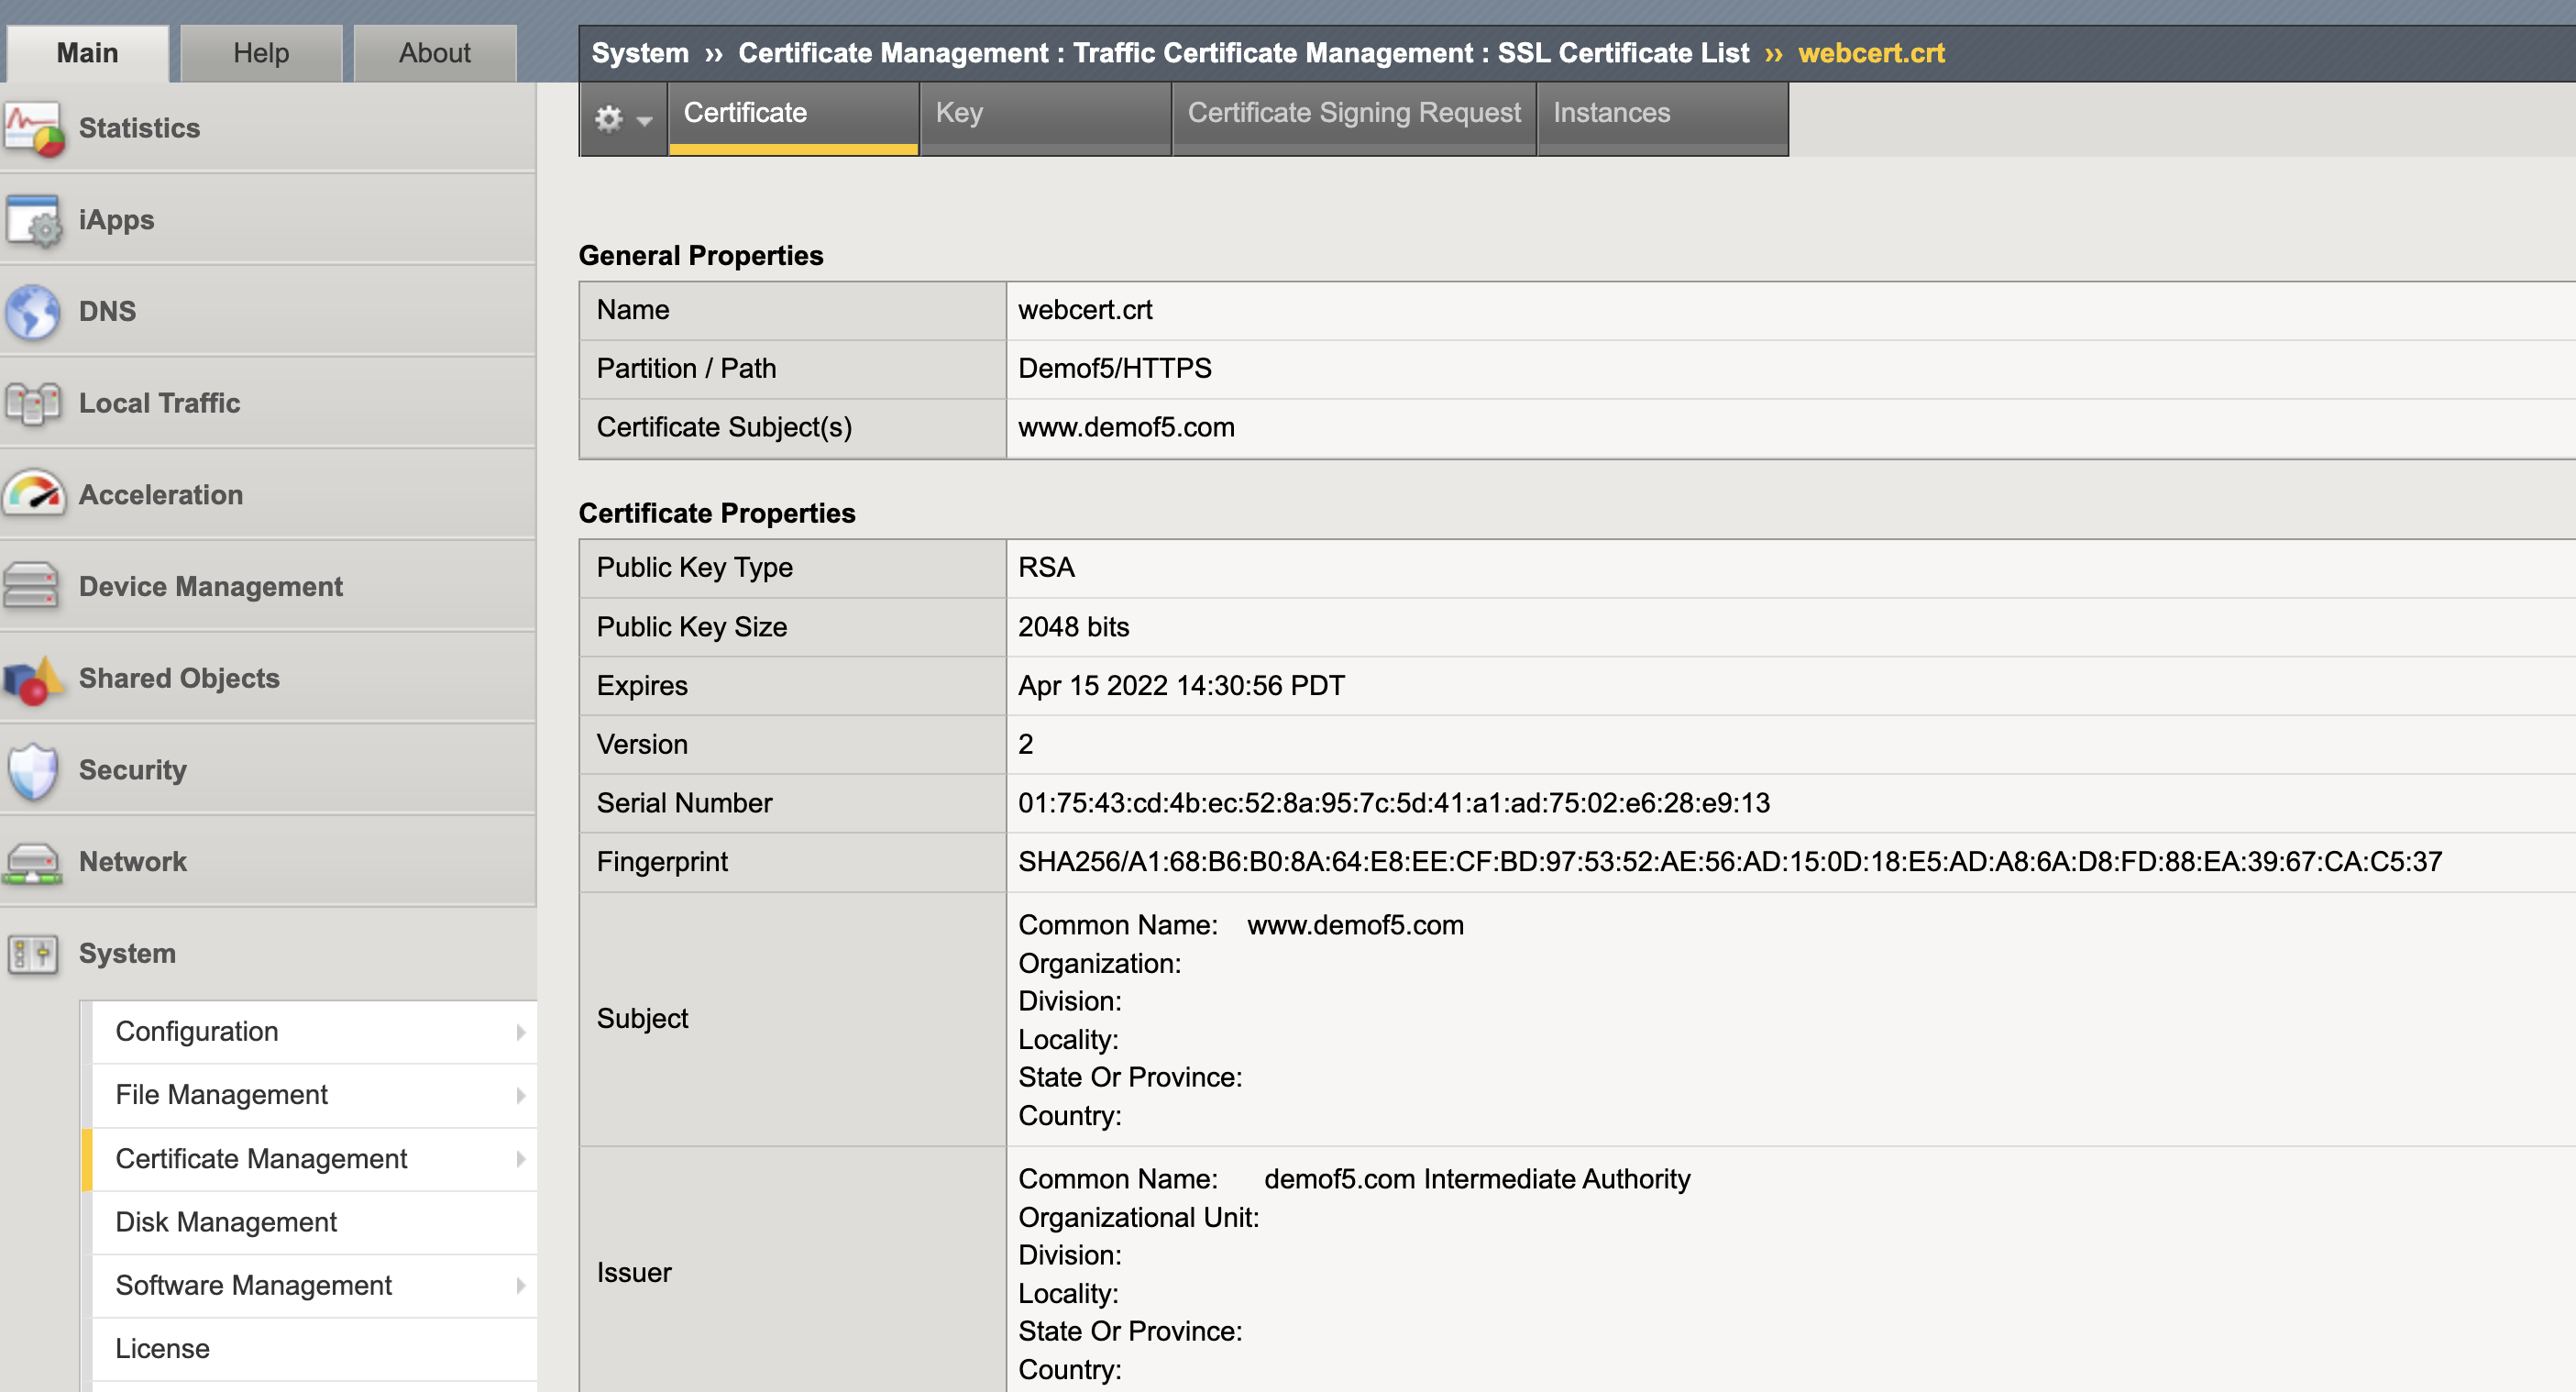 Main
Help
About
System ›› Certificate Management : Traffic Certificate Management : SSL Certificate List ›› webcert.crt
Certificate
Key
Certificate Signing Request
Instances
Statistics
iApps
DNS
Local Traffic
Acceleration
Device Management
Shared Objects
Security
Network
System
Configuration
File Management
Certificate Management
Disk Management
Software Management
License
General Properties
Name webcert.crt
Partition / Path Demof5/HTTPS
Certificate Subject(s) www.demof5.com
Certificate Properties
Public Key Type RSA
Public Key Size 2048 bits
Expires Apr 15 2022 14:30:56 PDT
Version 2
Serial Number 01:75:43:cd:4b:ec:52:8a:95:7c:5d:41:a1:ad:75:02:e6:28:e9:13
Fingerprint SHA256/A1:68:B6:B0:8A:64:E8:EE:CF:BD:97:53:52:AE:56:AD:15:0D:18:E5:AD:A8:6A:D8:FD:88:EA:39:67:CA:C5:37
Subject
Common Name: www.demof5.com
Organization:
Division:
Locality:
State Or Province:
Country:
Issuer
Common Name: demof5.com Intermediate Authority
Organizational Unit:
Division:
Locality:
State Or Province:
Country: